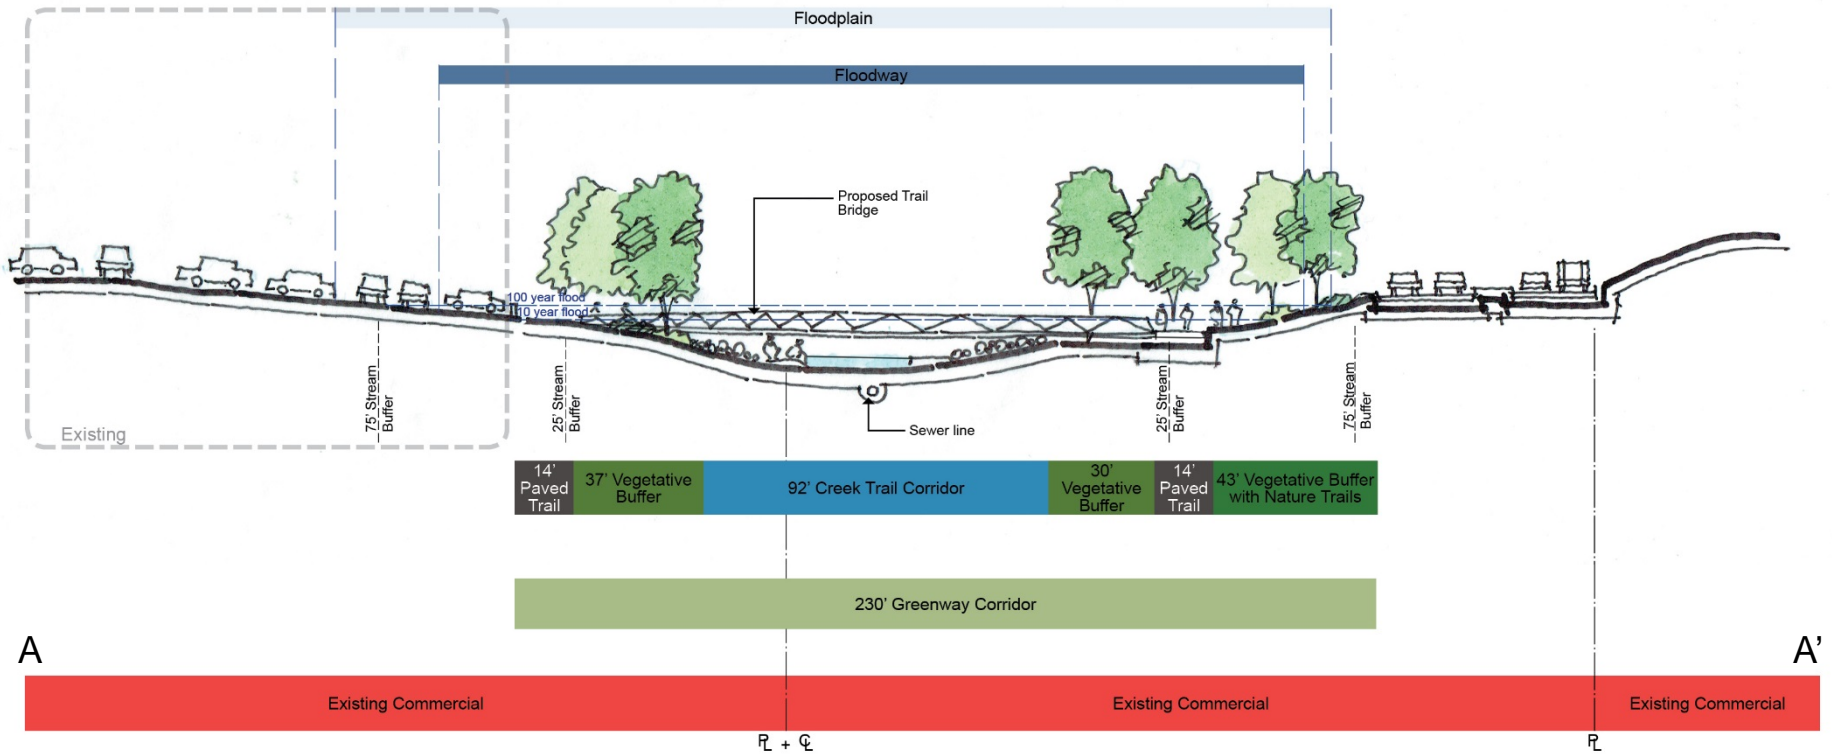 Floodplain
Floodway
Proposed Trail
Bridge
100 year flood
10 year flood
75' Stream
Buffer
25' Stream
Buffer
25' Stream
Buffer
75' Stream
Buffer
Existing
Sewer line
14'
Paved
Trail
37' Vegetative
Buffer
92' Creek Trail Corridor
30'
Vegetative
Buffer
14'
Paved
Trail
43' Vegetative Buffer
with Nature Trails
230' Greenway Corridor
A
A'
Existing Commercial
Existing Commercial
Existing Commercial
PL + CL
PL